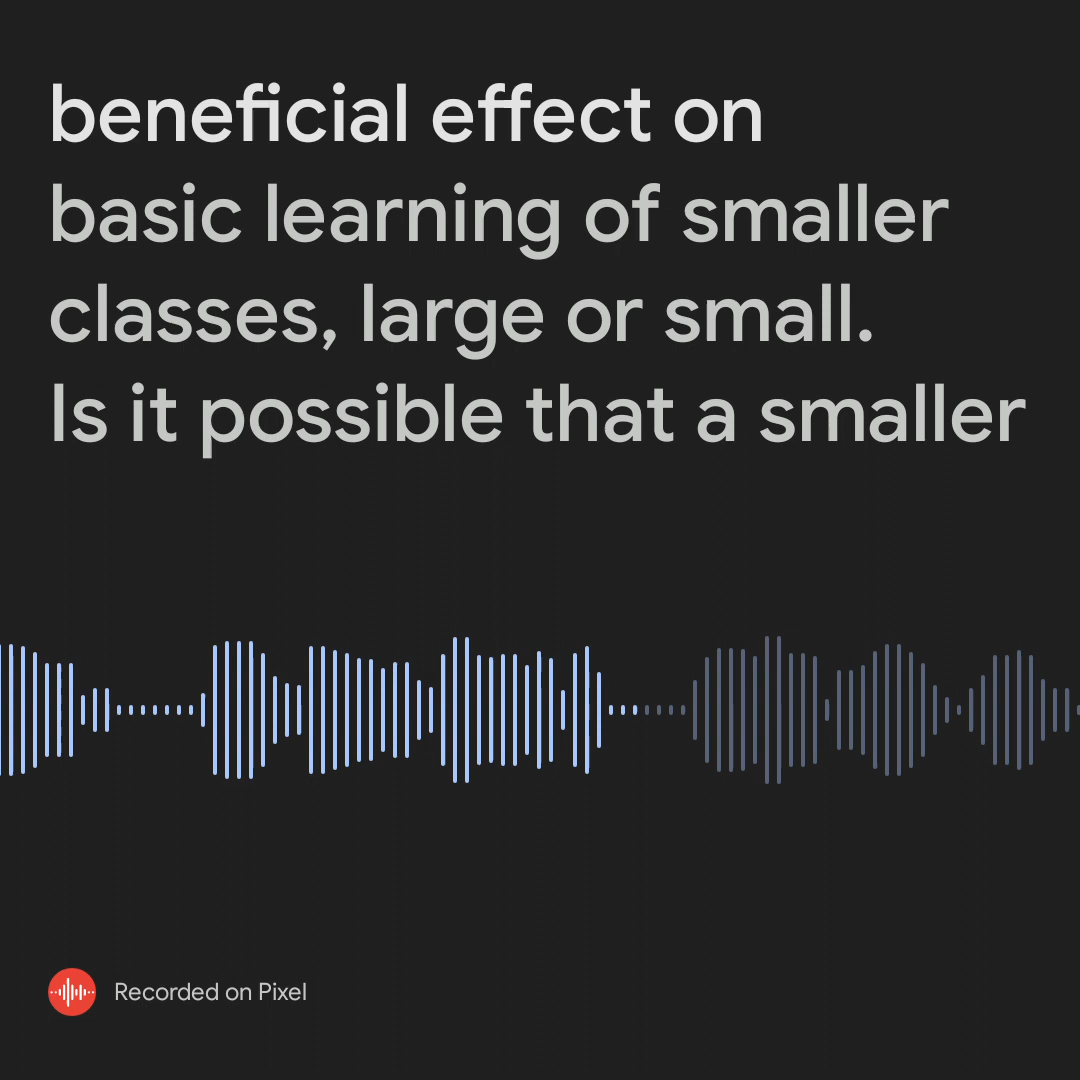 beneficial effect on
basic learning of smaller
classes, large or small.
Is it possible that a smaller
Recorded on Pixel